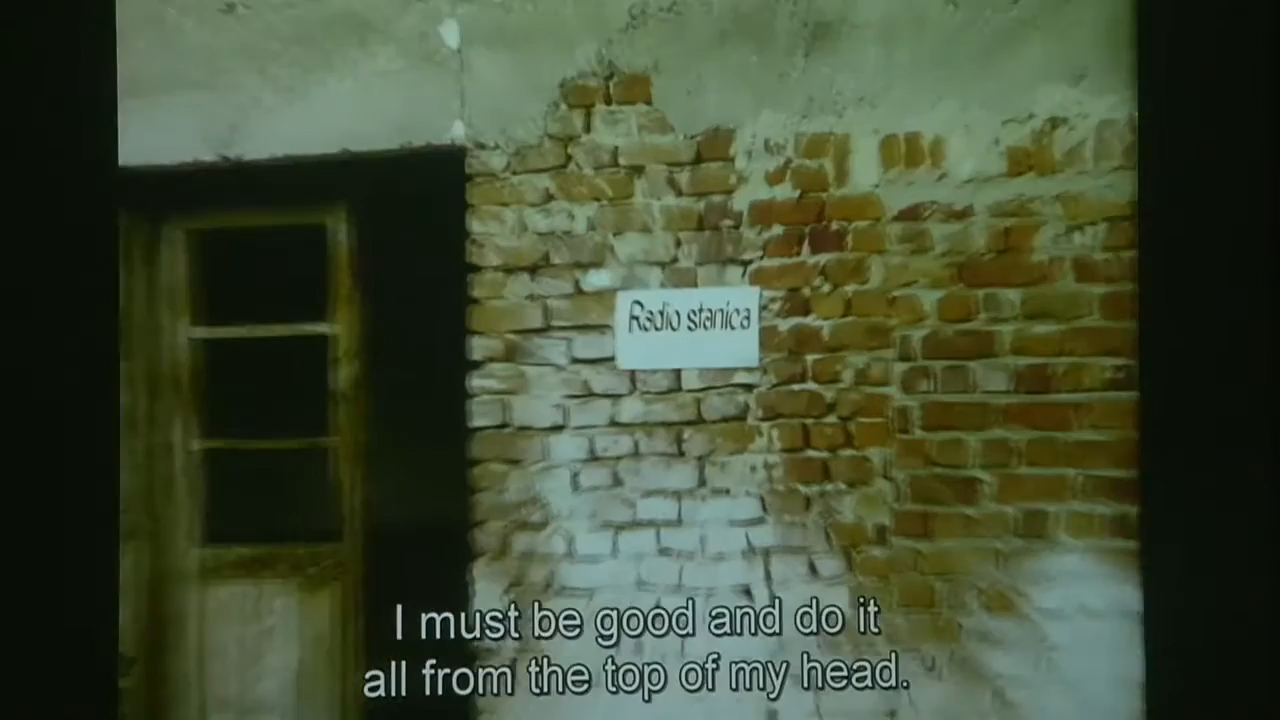 Radio stanica
I must be good and do it
all from the top of my head.